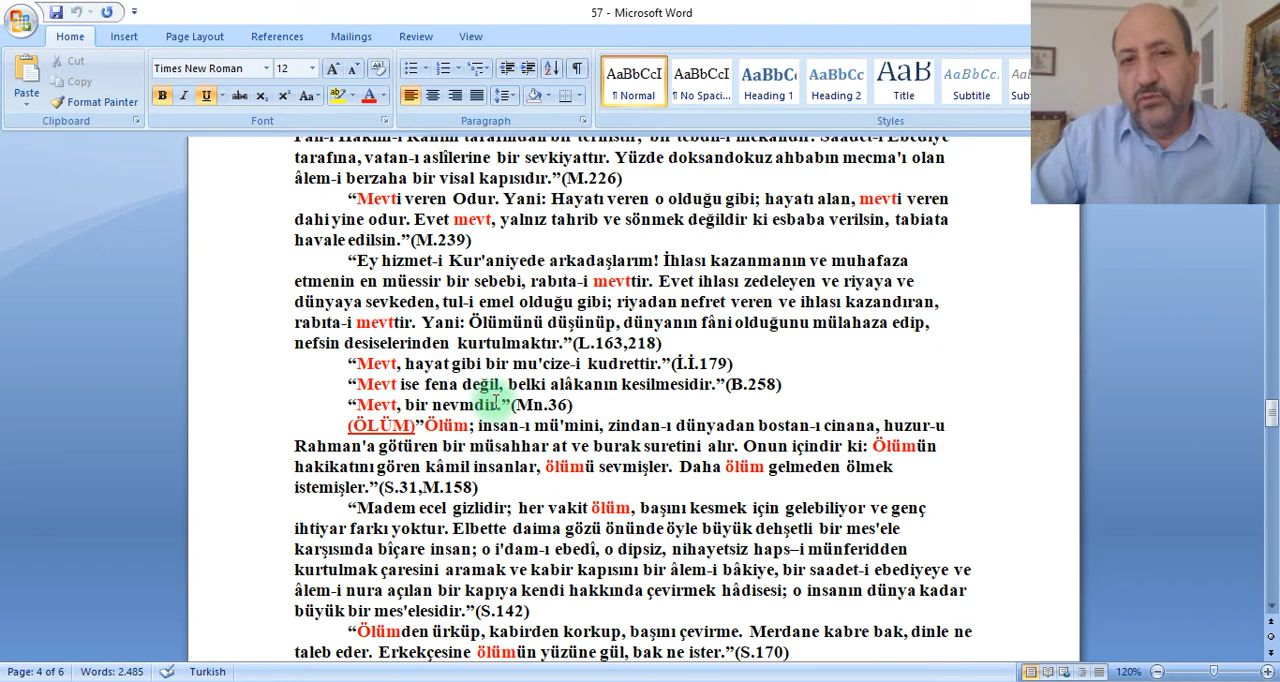 57 - Microsoft Word
Home Insert Page Layout References Mailings Review View
Paste
Cut
Copy
Format Painter
Clipboard
Times New Roman 12
Font
Paragraph
AaBbCcI AaBbCcI AaBbCc AaBbCc AaB AaBbCcI
¶ Normal ¶ No Spaci... Heading 1 Heading 2 Title Subtitle
Styles
tarafına, vatan-ı aslîlerine bir sevkiyattır. Yüzde doksandokuz ahbabın mecma'ı olan
âlem-i berzaha bir visal kapısıdır.”(M.226)
“Mevti veren Odur. Yani: Hayatı veren o olduğu gibi; hayatı alan, mevti veren
dahi yine odur. Evet mevt, yalnız tahrib ve sönmek değildir ki esbaba verilsin, tabiata
havale edilsin.”(M.239)
“Ey hizmet-i Kur'aniyede arkadaşlarım! İhlası kazanmanın ve muhafaza
etmenin en müessir bir sebebi, rabıta-i mevttir. Evet ihlası zedeleyen ve riyaya ve
dünyaya sevkeden, tul-i emel olduğu gibi; riyadan nefret veren ve ihlası kazandıran,
rabıta-i mevttir. Yani: Ölümünü düşünüp, dünyanın fâni olduğunu mülahaza edip,
nefsin desiselerinden kurtulmaktır.”(L.163,218)
“Mevt, hayat gibi bir mu'cize-i kudrettir.”(İ.İ.179)
“Mevt ise fena değil, belki alâkanın kesilmesidir.”(B.258)
“Mevt, bir nevmdir.”(Mn.36)
(ÖLÜM)”Ölüm; insan-ı mü'mini, zindan-ı dünyadan bostan-ı cinana, huzur-u
Rahman'a götüren bir müsahhar at ve burak suretini alır. Onun içindir ki: Ölümün
hakikatını gören kâmil insanlar, ölümü sevmişler. Daha ölüm gelmeden ölmek
istemişler.”(S.31,M.158)
“Madem ecel gizlidir; her vakit ölüm, başını kesmek için gelebiliyor ve genç
ihtiyar farkı yoktur. Elbette daima gözü önünde öyle büyük dehşetli bir mes'ele
karşısında bîçare insan; o i'dam-ı ebedî, o dipsiz, nihayetsiz haps–i münferidden
kurtulmak çaresini aramak ve kabir kapısını bir âlem-i bâkiye, bir saadet-i ebediyeye ve
âlem-i nura açılan bir kapıya kendi hakkında çevirmek hâdisesi; o insanın dünya kadar
büyük bir mes'elesidir.”(S.142)
“Ölümden ürküp, kabirden korkup, başını çevirme. Merdane kabre bak, dinle ne
taleb eder. Erkekçesine ölümün yüzüne gül, bak ne ister.”(S.170)
Page: 4 of 6 Words: 2.485 Turkish 120%